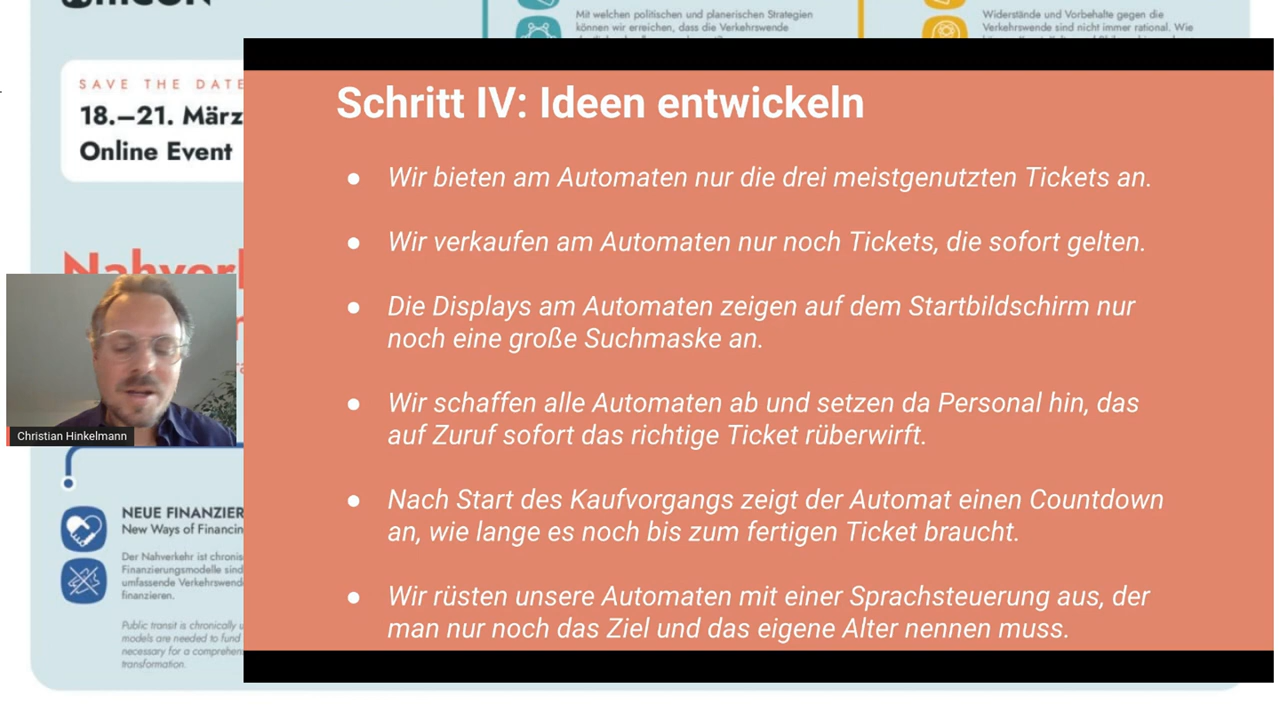 Mit welchen politischen und planerischen Strategien
können wir erreichen, dass die Verkehrswende
Widerstände und Vorbehalte gegen die
Verkehrswende sind nicht immer rational. Wie
SAVE THE DATE
18.–21. März
Online Event
Schritt IV: Ideen entwickeln
● Wir bieten am Automaten nur die drei meistgenutzten Tickets an.
● Wir verkaufen am Automaten nur noch Tickets, die sofort gelten.
● Die Displays am Automaten zeigen auf dem Startbildschirm nur
noch eine große Suchmaske an.
● Wir schaffen alle Automaten ab und setzen da Personal hin, das
auf Zuruf sofort das richtige Ticket rüberwirft.
● Nach Start des Kaufvorgangs zeigt der Automat einen Countdown
an, wie lange es noch bis zum fertigen Ticket braucht.
● Wir rüsten unsere Automaten mit einer Sprachsteuerung aus, der
man nur noch das Ziel und das eigene Alter nennen muss.
Christian Hinkelmann
NEUE FINANZIER
New Ways of Financin
Der Nahverkehr ist chronis
Finanzierungsmodelle sind
umfassende Verkehrswend
finanzieren.
Public transit is chronically u
models are needed to fund
necessary for a comprehen
transformation.